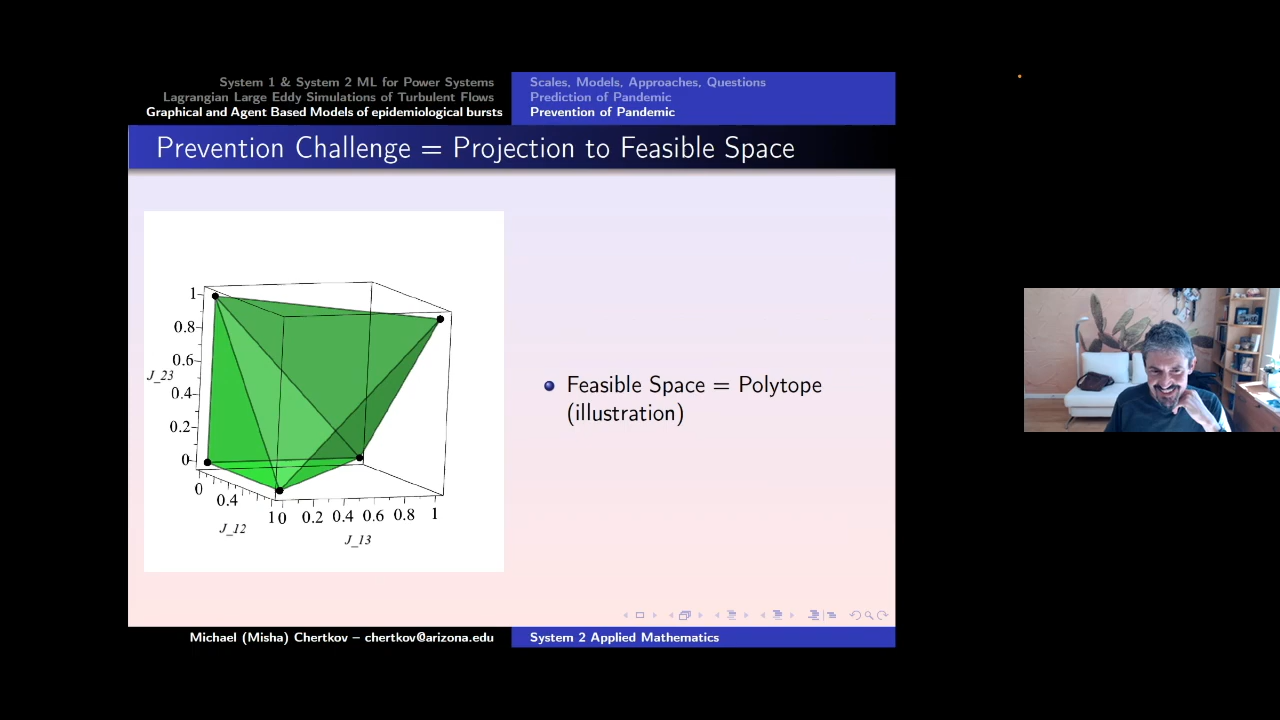 System 1 & System 2 ML for Power Systems
Lagrangian Large Eddy Simulations of Turbulent Flows
Graphical and Agent Based Models of epidemiological bursts
Scales, Models, Approaches, Questions
Prediction of Pandemic
Prevention of Pandemic
Prevention Challenge = Projection to Feasible Space
1
0.8
0.6
J_23
0.4
0.2
0
0
0.4
1
J_12
0 0.2 0.4 0.6 0.8 1
J_13
Feasible Space = Polytope
(illustration)
Michael (Misha) Chertkov – chertkov@arizona.edu
System 2 Applied Mathematics